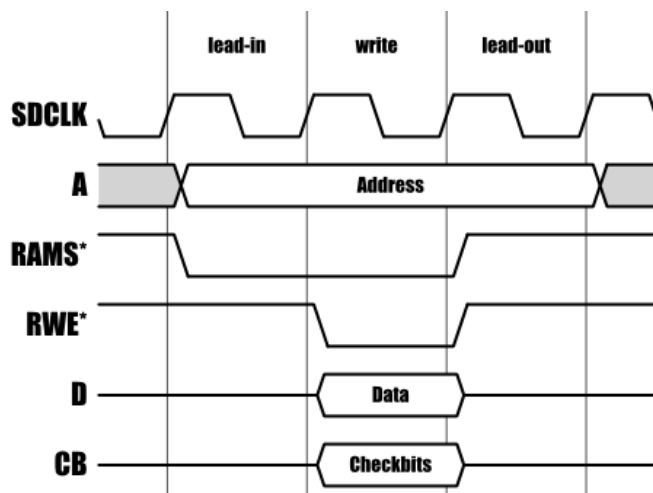 lead-in write lead-out
SDCLK
A Address
RAMS*
RWE*
D Data
CB Checkbits